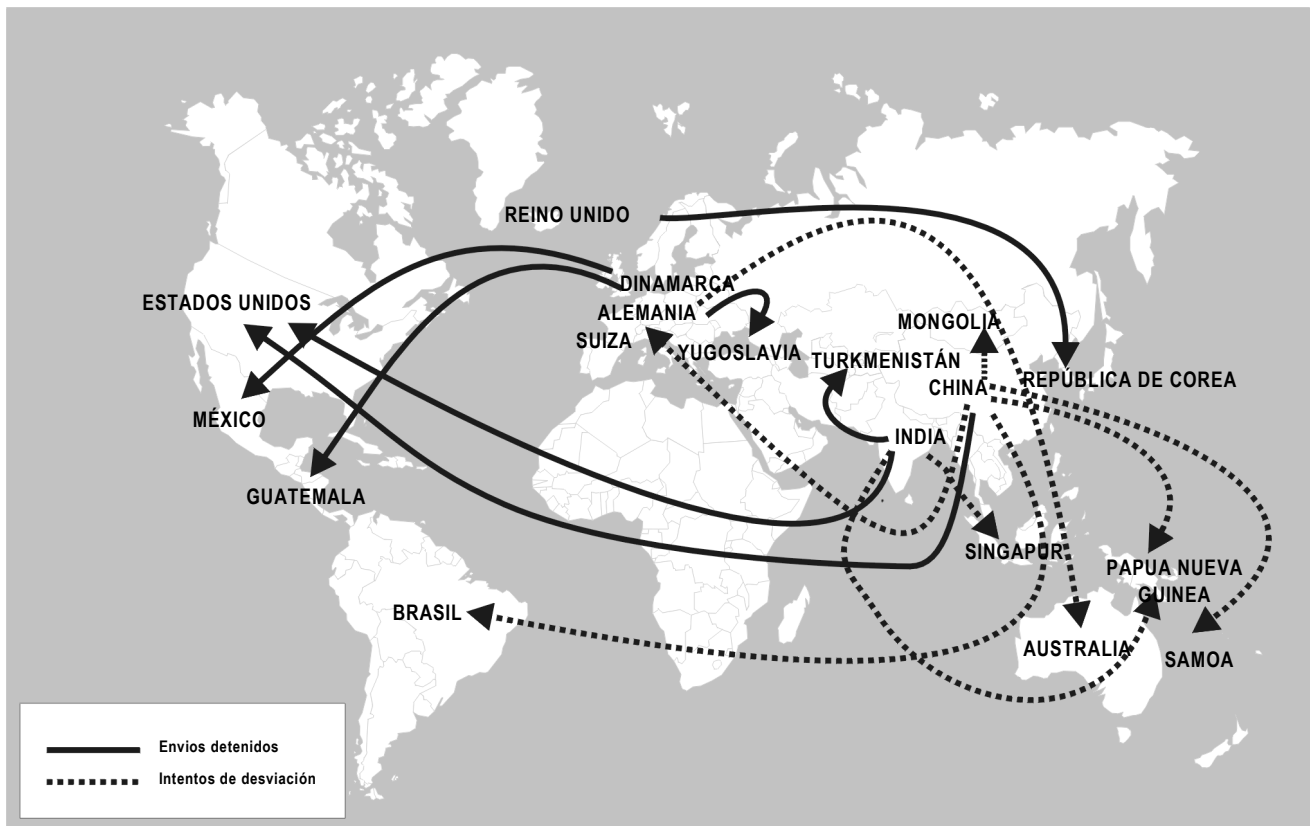 REINO UNIDO
DINAMARCA
ESTADOS UNIDOS
ALEMANIA
MONGOLIA
SUIZA
YUGOSLAVIA
TURKMENISTÁN
REPÚBLICA DE COREA
CHINA
MÉXICO
INDIA
GUATEMALA
SINGAPUR
PAPUA NUEVA
GUINEA
BRASIL
AUSTRALIA
SAMOA
Envios detenidos
Intentos de desviación